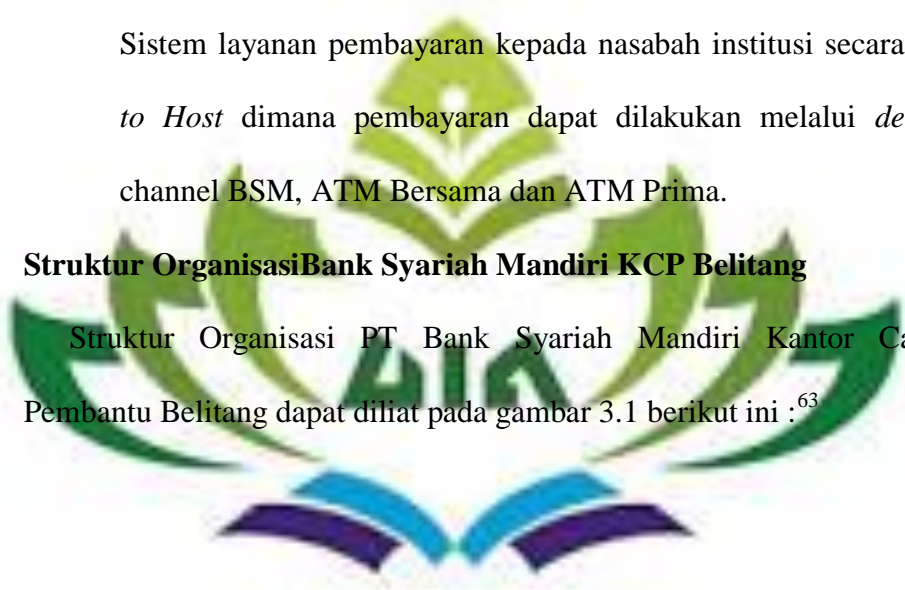 Sistem layanan pembayaran kepada nasabah institusi secara
to Host dimana pembayaran dapat dilakukan melalui de
channel BSM, ATM Bersama dan ATM Prima.
Struktur OrganisasiBank Syariah Mandiri KCP Belitang
Struktur Organisasi PT Bank Syariah Mandiri Kantor Ca
Pembantu Belitang dapat diliat pada gambar 3.1 berikut ini :63